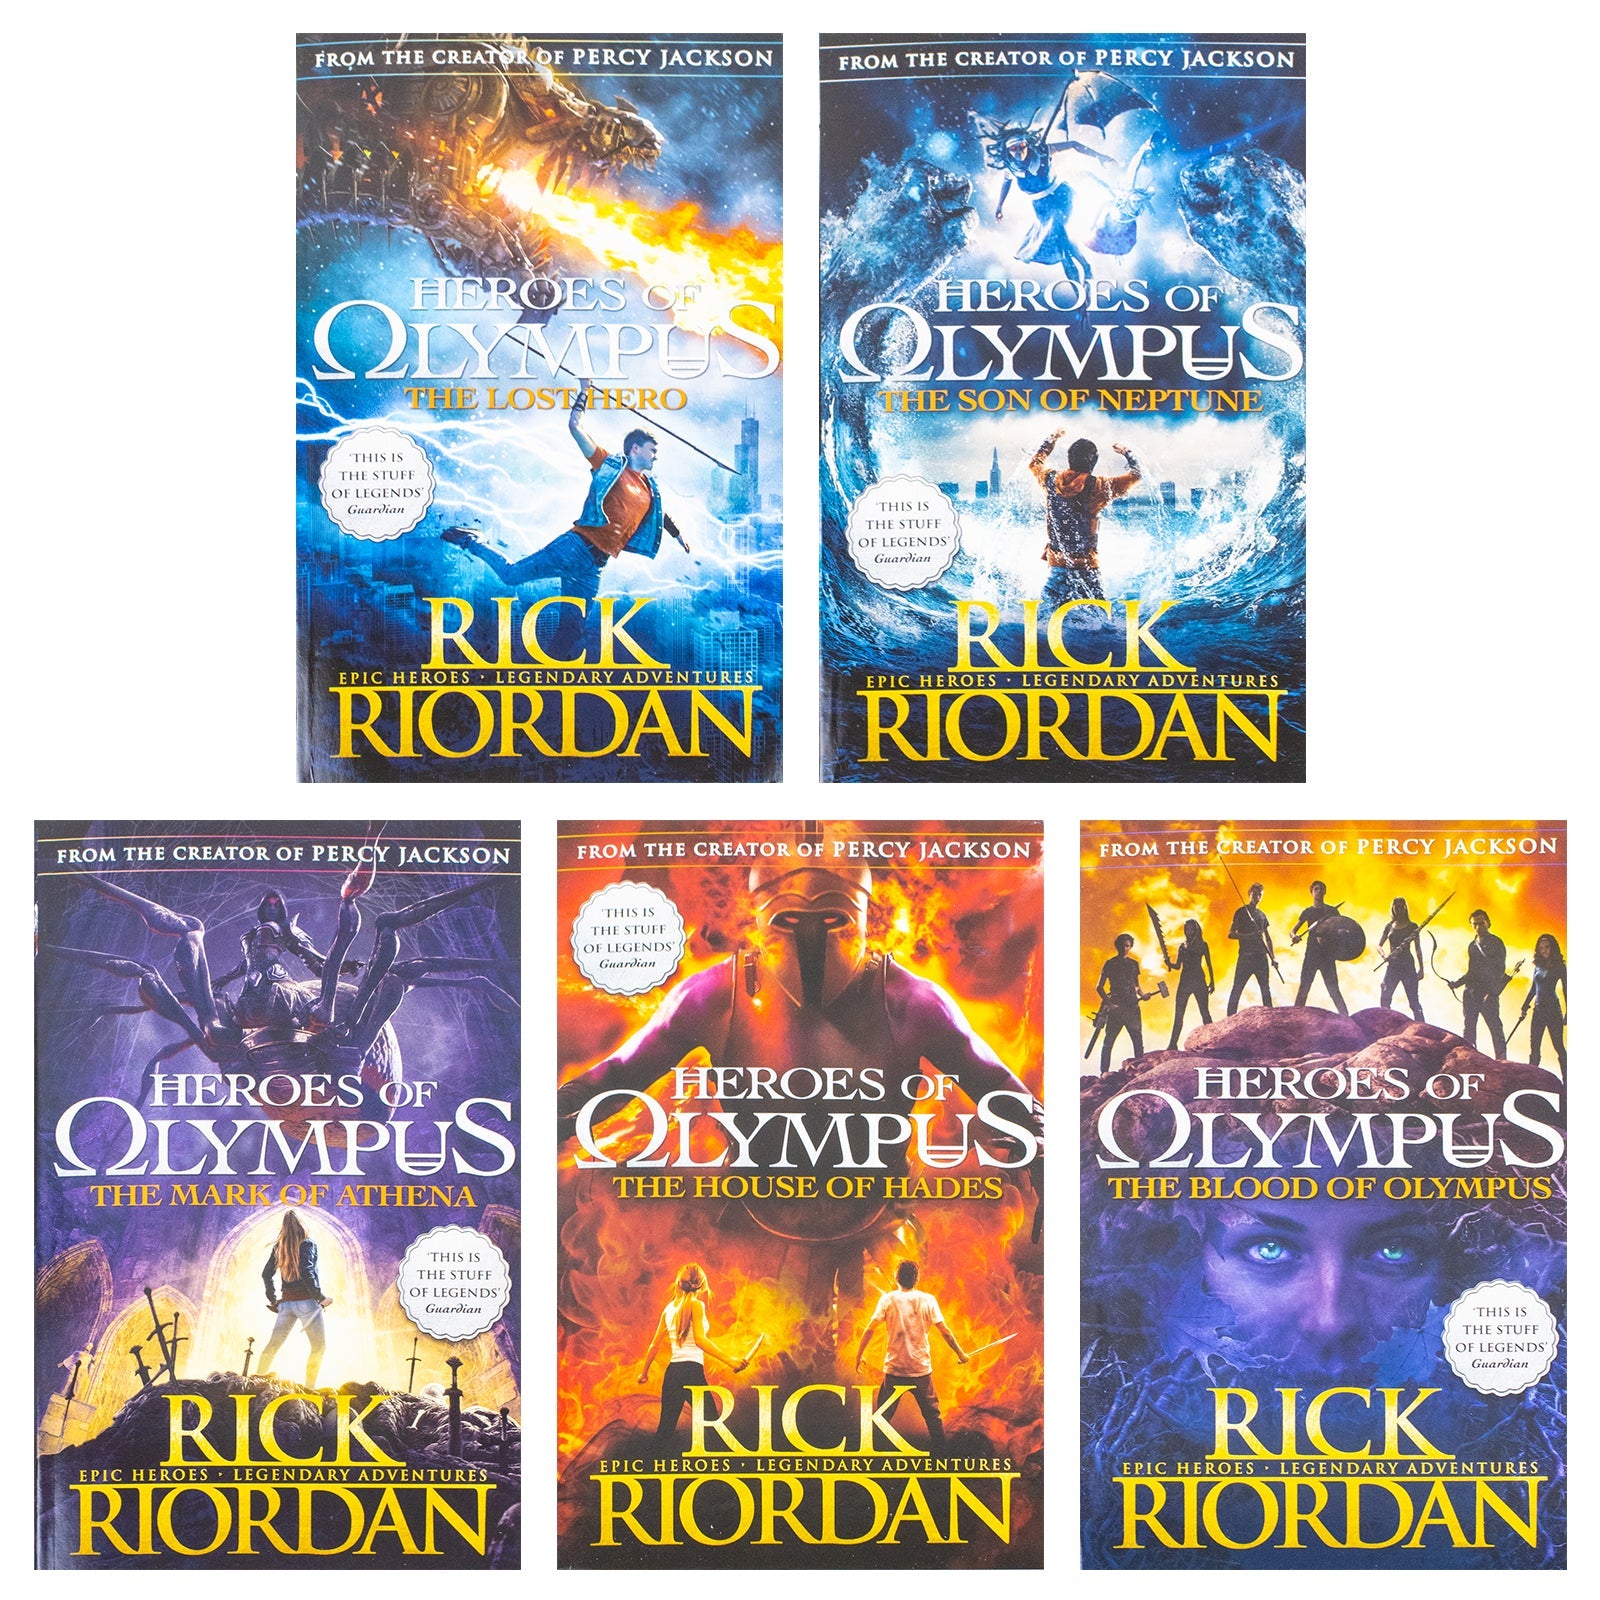 FROM THE CREATOR OF PERCY JACKSON
HEROES OF
OLYMPUS
THE LOST HERO
'THIS IS
THE STUFF
OF LEGENDS'
Guardian
RICK
EPIC HEROES · LEGENDARY ADVENTURES
RIORDAN
FROM THE CREATOR OF PERCY JACKSON
HEROES OF
OLYMPUS
THE SON OF NEPTUNE
'THIS IS
THE STUFF
OF LEGENDS'
Guardian
RICK
EPIC HEROES · LEGENDARY ADVENTURES
RIORDAN
FROM THE CREATOR OF PERCY JACKSON
HEROES OF
OLYMPUS
THE MARK OF ATHENA
'THIS IS
THE STUFF
OF LEGENDS'
Guardian
RICK
EPIC HEROES · LEGENDARY ADVENTURES
RIORDAN
FROM THE CREATOR OF PERCY JACKSON
'THIS IS
THE STUFF
OF LEGENDS'
Guardian
HEROES OF
OLYMPUS
THE HOUSE OF HADES
RICK
EPIC HEROES · LEGENDARY ADVENTURES
RIORDAN
FROM THE CREATOR OF PERCY JACKSON
HEROES OF
OLYMPUS
THE BLOOD OF OLYMPUS
'THIS IS
THE STUFF
OF LEGENDS'
Guardian
RICK
EPIC HEROES · LEGENDARY ADVENTURES
RIORDAN